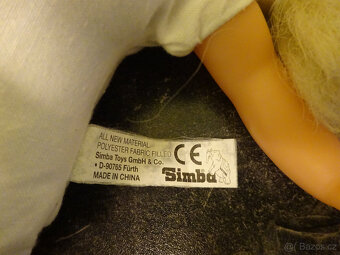 ALL NEW MATERIAL
POLYESTER FABRIC FILLED
Simba Toys GmbH & Co.
• D-90765 Fürth
MADE IN CHINA
CE
Simba
Bazos.cz